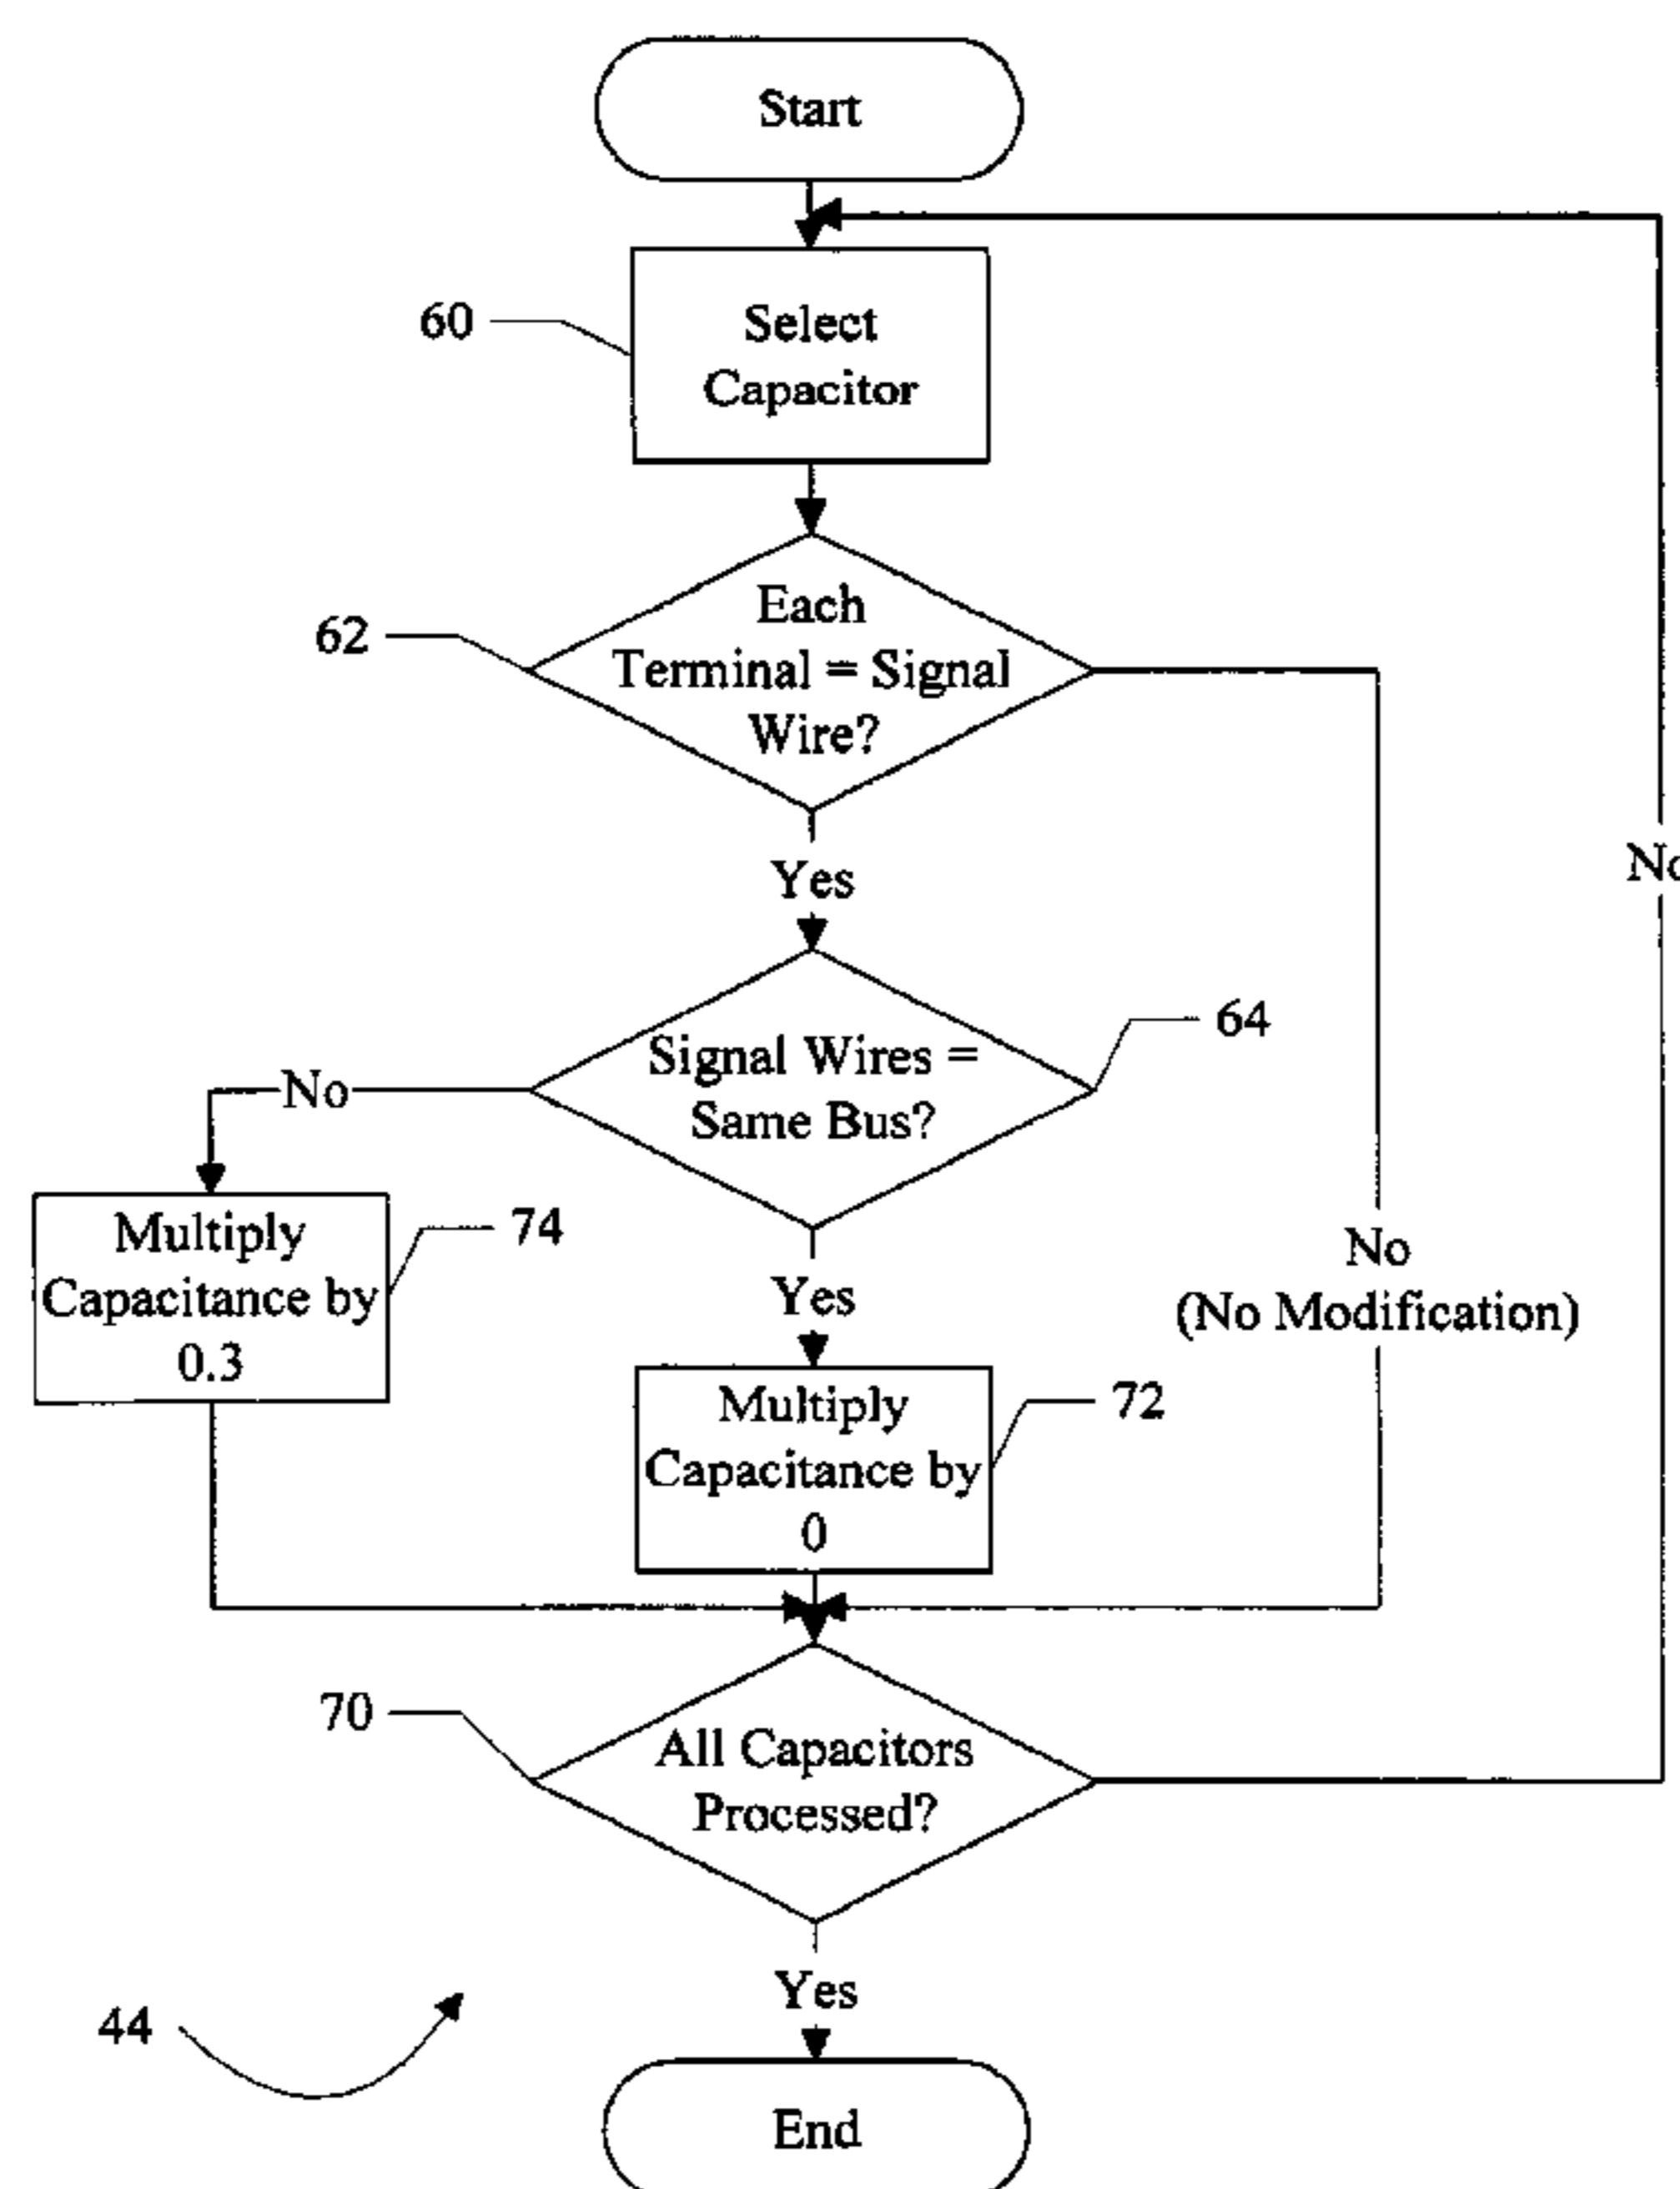 Start
60
Select
Capacitor
62
Each
Terminal = Signal
Wire?
Yes
No
64
Signal Wires =
Same Bus?
No
74
Multiply
Capacitance by
0.3
Yes
No
(No Modification)
72
Multiply
Capacitance by
0
70
All Capacitors
Processed?
Yes
44
End